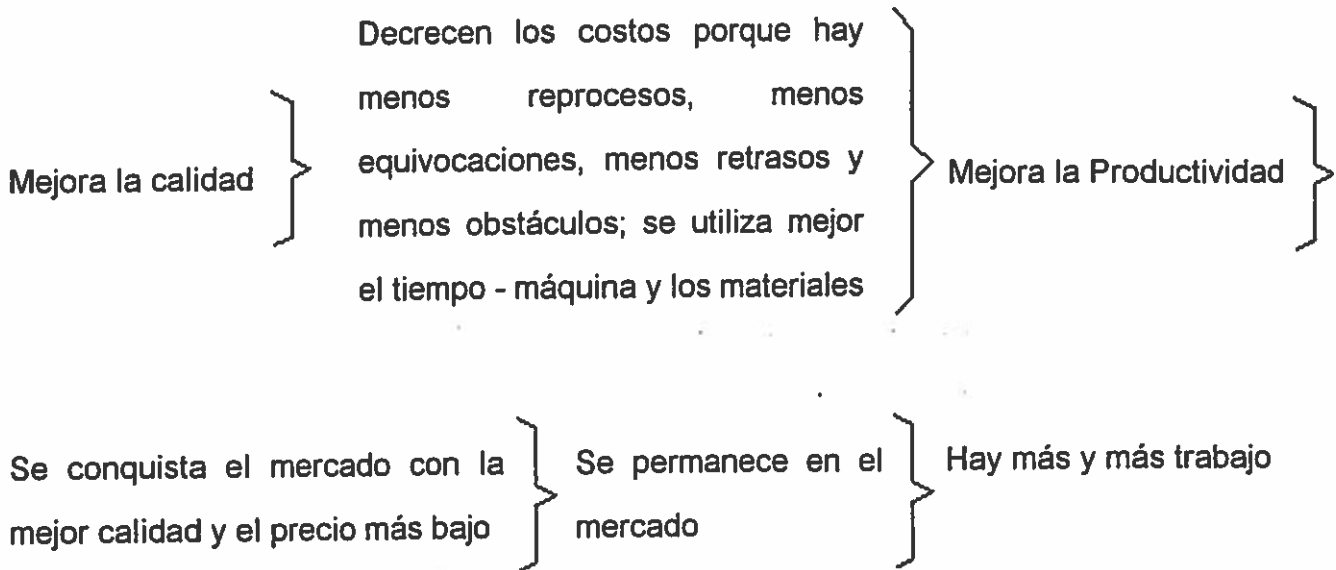 Mejora la calidad
Decrecen los costos porque hay
menos reprocesos, menos
equivocaciones, menos retrasos y
menos obstáculos; se utiliza mejor
el tiempo - máquina y los materiales
Mejora la Productividad
Se conquista el mercado con la
mejor calidad y el precio más bajo
Se permanece en el
mercado
Hay más y más trabajo